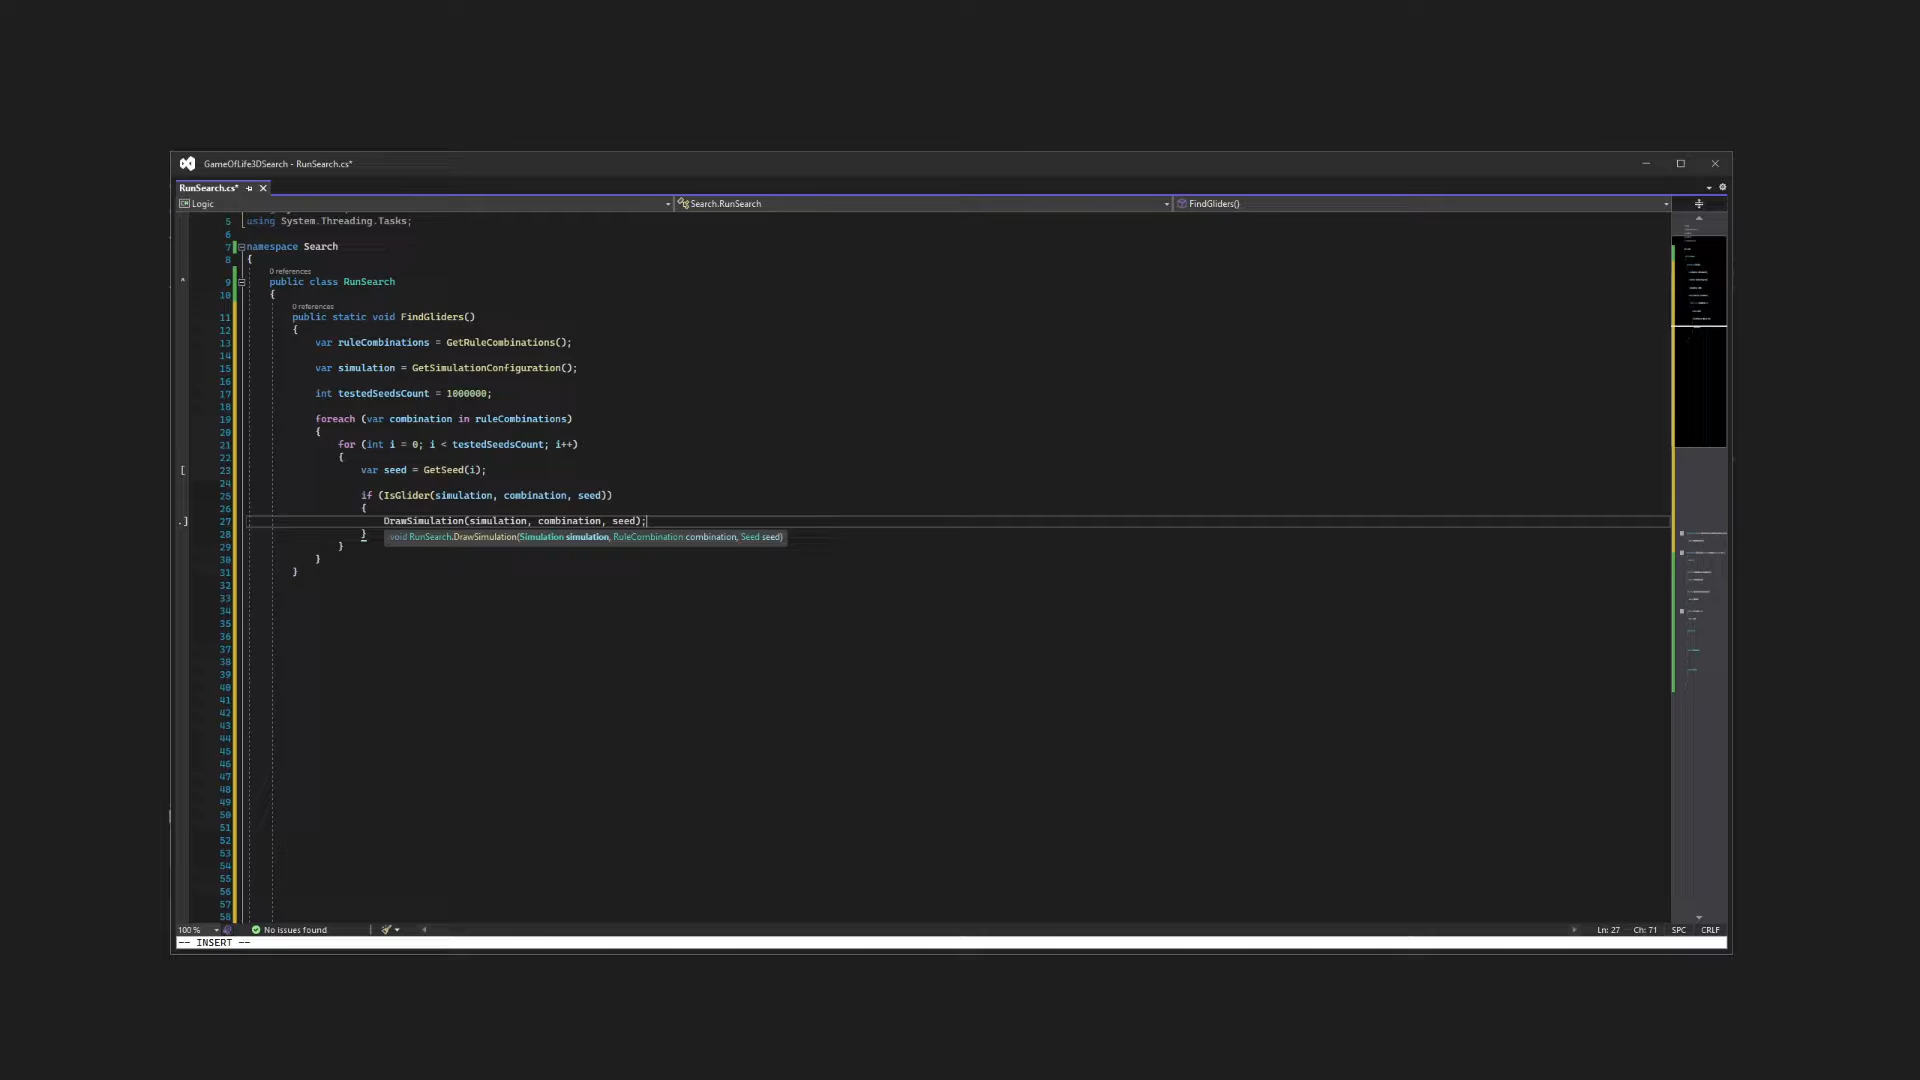 GameOfLife3DSearch - RunSearch.cs*
RunSearch.cs*
Logic
Search.RunSearch
FindGliders()
5 using System.Threading.Tasks;
6
7 namespace Search
8 {
0 references
9 public class RunSearch
10 {
0 references
11 public static void FindGliders()
12 {
13 var ruleCombinations = GetRuleCombinations();
14
15 var simulation = GetSimulationConfiguration();
16
17 int testedSeedsCount = 1000000;
18
19 foreach (var combination in ruleCombinations)
20 {
21 for (int i = 0; i < testedSeedsCount; i++)
22 {
23 var seed = GetSeed(i);
24
25 if (IsGlider(simulation, combination, seed))
26 {
27 DrawSimulation(simulation, combination, seed);
28 }
void RunSearch.DrawSimulation(Simulation simulation, RuleCombination combination, Seed seed)
29 }
30 }
31 }
32
33
34
35
36
37
38
39
40
41
42
43
44
45
46
47
48
49
50
51
52
53
54
55
56
57
58
100 %
No issues found
Ln: 27
Ch: 71
SPC
CRLF
-- INSERT --